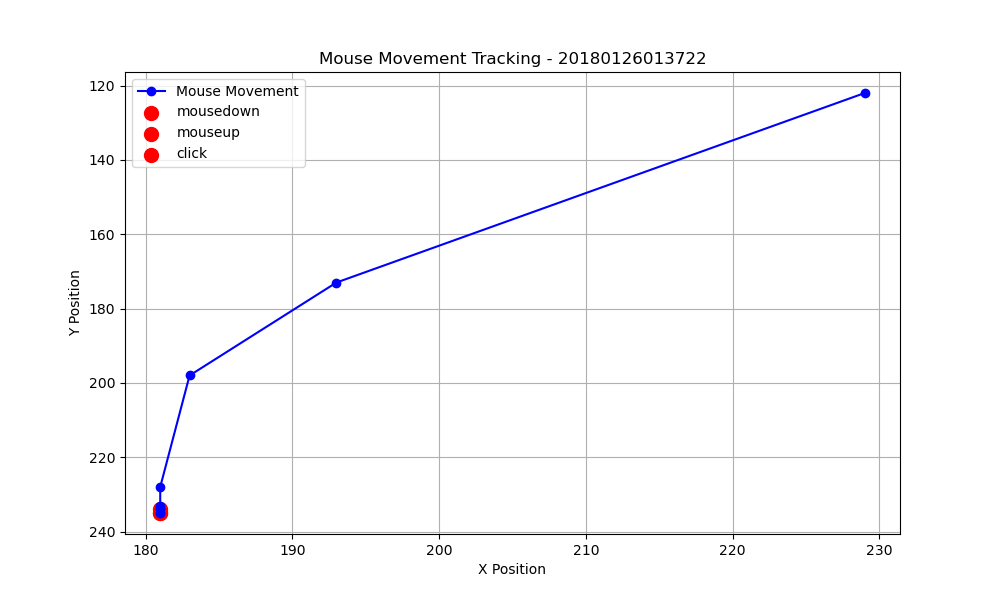 Mouse Movement Tracking - 20180126013722
Mouse Movement
mousedown
mouseup
click
Y Position
120
140
160
180
200
220
240
180
190
200
210
220
230
X Position